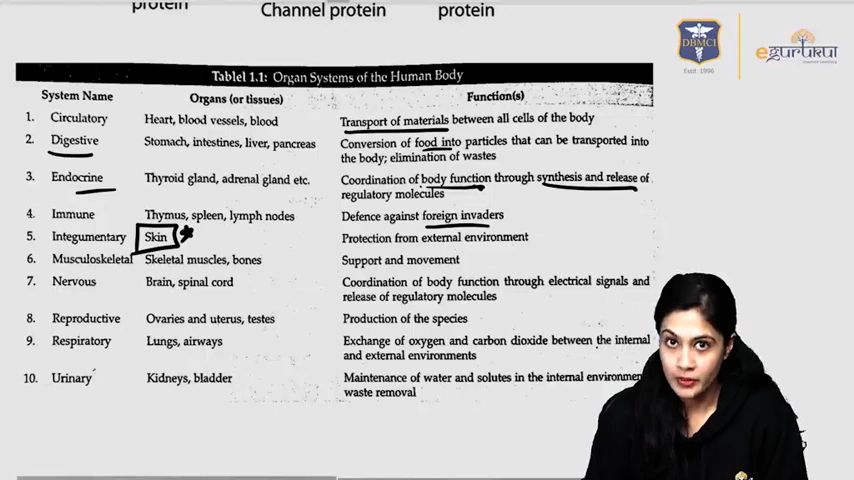 protein
Channel protein
protein
DBMCI
Estd. 1996
eGURUKUL
Tablel 1.1: Organ Systems of the Human Body
System Name Organs (or tissues) Function(s)
1. Circulatory Heart, blood vessels, blood Transport of materials between all cells of the body
2. Digestive Stomach, intestines, liver, pancreas Conversion of food into particles that can be transported into
the body; elimination of wastes
3. Endocrine Thyroid gland, adrenal gland etc. Coordination of body function through synthesis and release of
regulatory molecules
4. Immune Thymus, spleen, lymph nodes Defence against foreign invaders
5. Integumentary Skin Protection from external environment
6. Musculoskeletal Skeletal muscles, bones Support and movement
7. Nervous Brain, spinal cord Coordination of body function through electrical signals and
release of regulatory molecules
8. Reproductive Ovaries and uterus, testes Production of the species
9. Respiratory Lungs, airways Exchange of oxygen and carbon dioxide between the internal
and external environments
10. Urinary Kidneys, bladder Maintenance of water and solutes in the internal
waste removal